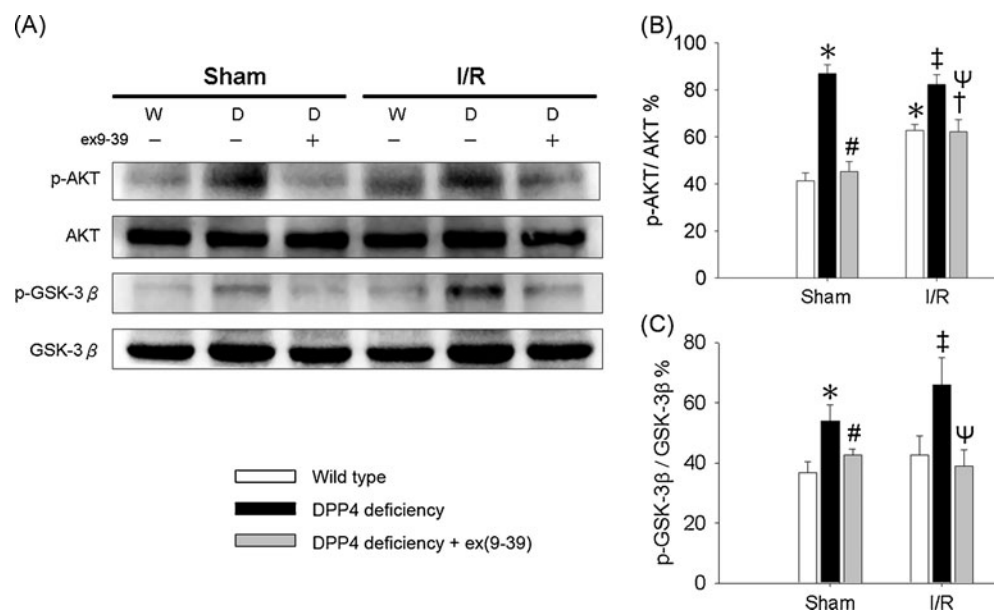 (A)
Sham I/R
W D D W D D
ex9-39 − − + − − +
p-AKT
AKT
p-GSK-3β
GSK-3β
Wild type
DPP4 deficiency
DPP4 deficiency + ex(9-39)
(B)
p-AKT/ AKT %
100
80
60
40
20
0
* # * ‡ Ψ †
Sham I/R
(C)
p-GSK-3β / GSK-3β %
80
60
40
20
0
* # ‡ Ψ
Sham I/R